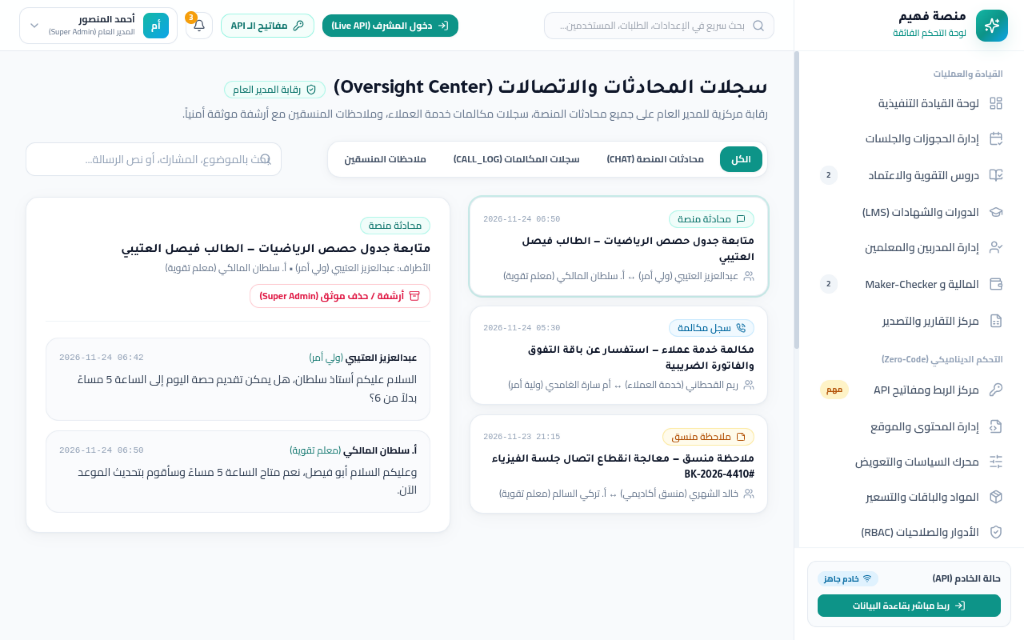 منصة فهيم
لوحة التحكم الفائقة
القيادة والعمليات
لوحة القيادة التنفيذية
إدارة الحجوزات والجلسات
دروس التقوية والاعتماد
2
الدورات والشهادات (LMS)
إدارة المدربين والمعلمين
المالية و Maker-Checker
2
مركز التقارير والتصدير
التحكم الديناميكي (Zero-Code)
مركز الربط ومفاتيح API
مهم
إدارة المحتوى والموقع
محرك السياسات والتعويض
المواد والباقات والتسعير
الأدوار والصلاحيات (RBAC)
حالة الخادم (API)
خادم جاهز
ربط مباشر بقاعدة البيانات
بحث سريع في الإعدادات، الطلبات، المستخدمين...
دخول المشرف (Live API)
مفاتيح الـ API
3
أم
أحمد المنصور
المدير العام (Super Admin)
سجلات المحادثات والاتصالات (Oversight Center)
رقابة المدير العام
رقابة مركزية للمدير العام على جميع محادثات المنصة، سجلات مكالمات خدمة العملاء، وملاحظات المنسقين مع أرشفة موثقة أمنياً.
الكل
محادثات المنصة (CHAT)
سجلات المكالمات (CALL_LOG)
ملاحظات المنسقين
بحث بالموضوع، المشارك، أو نص الرسالة...
محادثة منصة
2026-11-24 06:50
متابعة جدول حصص الرياضيات – الطالب فيصل
العتيبي
عبدالعزيز العتيبي (ولي أمر) ↔ أ. سلطان المالكي (معلم تقوية)
سجل مكالمة
2026-11-24 05:30
مكالمة خدمة عملاء – استفسار عن باقة التفوق
والفاتورة الضريبية
ريم القحطاني (خدمة العملاء) ↔ أم سارة الغامدي (ولية أمر)
ملاحظة منسق
2026-11-23 21:15
ملاحظة منسق – معالجة انقطاع اتصال جلسة الفيزياء
#BK-2026-4410
خالد الشهري (منسق أكاديمي) ↔ أ. تركي السالم (معلم تقوية)
محادثة منصة
متابعة جدول حصص الرياضيات – الطالب فيصل العتيبي
الأطراف: عبدالعزيز العتيبي (ولي أمر) • أ. سلطان المالكي (معلم تقوية)
أرشفة / حذف موثق (Super Admin)
عبدالعزيز العتيبي (ولي أمر)
2026-11-24 06:42
السلام عليكم أستاذ سلطان، هل يمكن تقديم حصة اليوم إلى الساعة 5 مساءً
بدلاً من 6؟
أ. سلطان المالكي (معلم تقوية)
2026-11-24 06:50
وعليكم السلام أبو فيصل، نعم متاح الساعة 5 مساءً وسأقوم بتحديث الموعد
الآن.